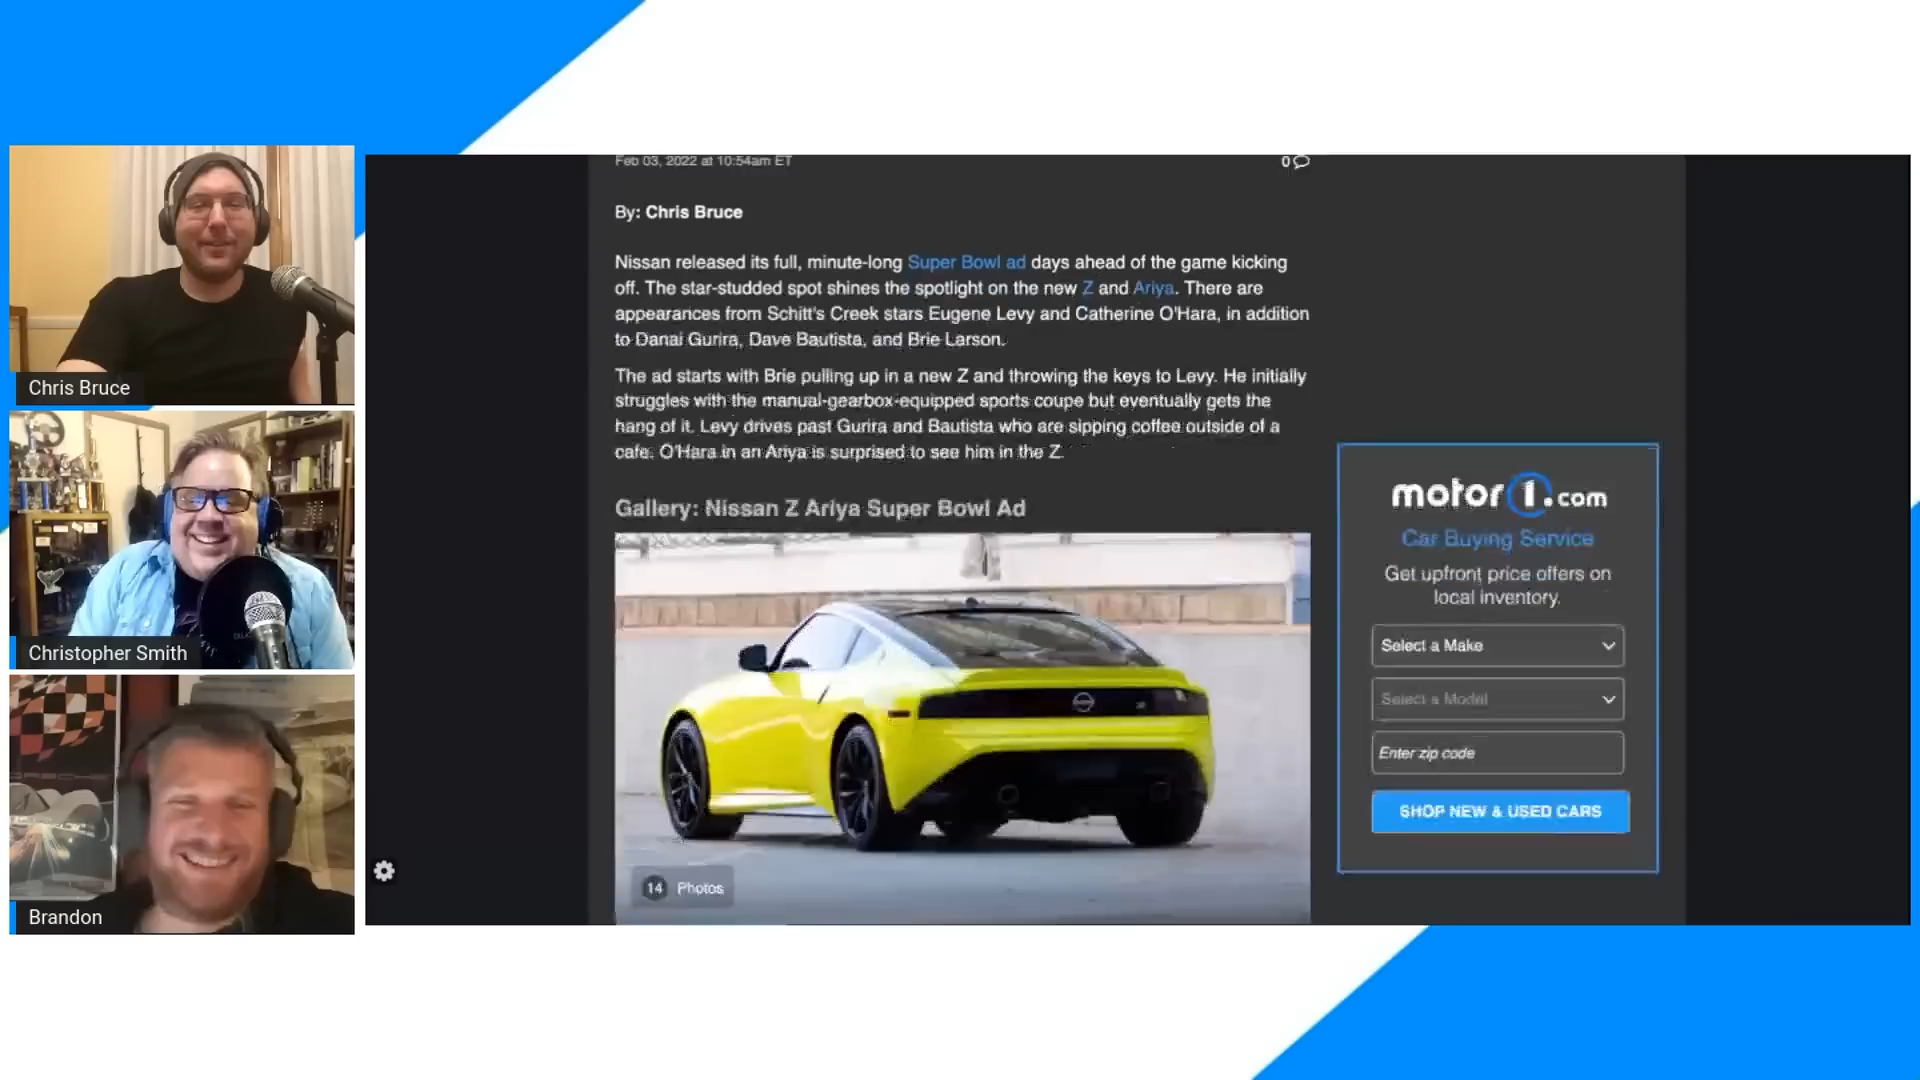 Chris Bruce
Christopher Smith
Brandon
Feb 03, 2022 at 10:54am ET
0
By: Chris Bruce
Nissan released its full, minute-long Super Bowl ad days ahead of the game kicking
off. The star-studded spot shines the spotlight on the new Z and Ariya. There are
appearances from Schitt's Creek stars Eugene Levy and Catherine O'Hara, in addition
to Danai Gurira, Dave Bautista, and Brie Larson.
The ad starts with Brie pulling up in a new Z and throwing the keys to Levy. He initially
struggles with the manual-gearbox-equipped sports coupe but eventually gets the
hang of it. Levy drives past Gurira and Bautista who are sipping coffee outside of a
cafe. O'Hara in an Ariya is surprised to see him in the Z.
Gallery: Nissan Z Ariya Super Bowl Ad
14 Photos
motor1.com
Car Buying Service
Get upfront price offers on
local inventory.
Select a Make
Select a Model
Enter zip code
SHOP NEW & USED CARS